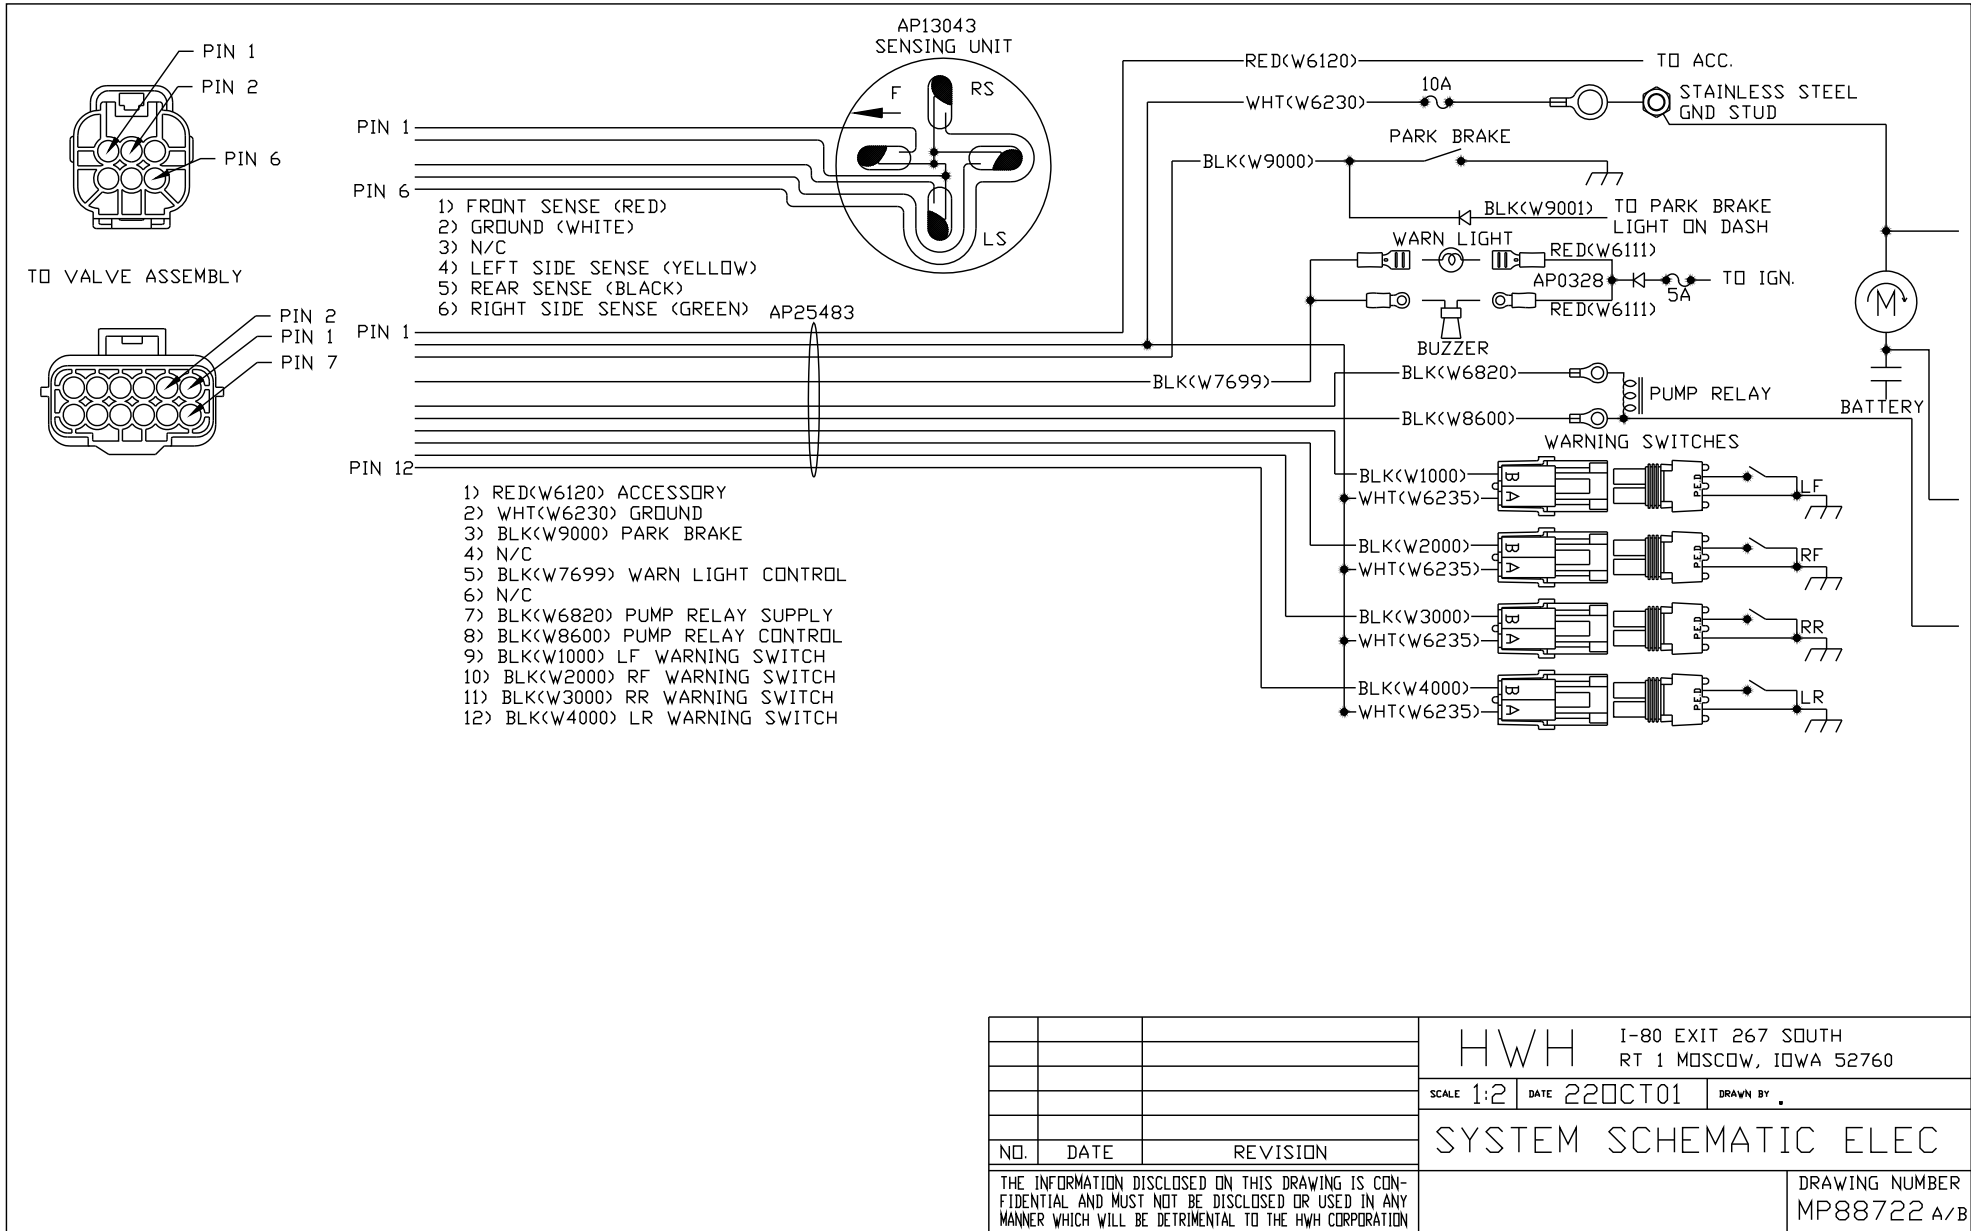 PIN 1
PIN 2
PIN 6
TO VALVE ASSEMBLY
PIN 2
PIN 1
PIN 7
AP13043
SENSING UNIT
F
RS
LS
PIN 1
PIN 6
1) FRONT SENSE (RED)
2) GROUND (WHITE)
3) N/C
4) LEFT SIDE SENSE (YELLOW)
5) REAR SENSE (BLACK)
6) RIGHT SIDE SENSE (GREEN)
AP25483
PIN 1
PIN 12
1) RED(W6120) ACCESSORY
2) WHT(W6230) GROUND
3) BLK(W9000) PARK BRAKE
4) N/C
5) BLK(W7699) WARN LIGHT CONTROL
6) N/C
7) BLK(W6820) PUMP RELAY SUPPLY
8) BLK(W8600) PUMP RELAY CONTROL
9) BLK(W1000) LF WARNING SWITCH
10) BLK(W2000) RF WARNING SWITCH
11) BLK(W3000) RR WARNING SWITCH
12) BLK(W4000) LR WARNING SWITCH
RED(W6120) TO ACC.
WHT(W6230) 10A
STAINLESS STEEL
GND STUD
PARK BRAKE
BLK(W9000)
BLK(W9001) TO PARK BRAKE
LIGHT ON DASH
WARN LIGHT RED(W6111)
AP0328 5A TO IGN.
RED(W6111)
BUZZER
M
BATTERY
BLK(W7699)
BLK(W6820)
PUMP RELAY
BLK(W8600)
WARNING SWITCHES
BLK(W1000) B P.E.D LF
WHT(W6235) A
BLK(W2000) B P.E.D RF
WHT(W6235) A
BLK(W3000) B P.E.D RR
WHT(W6235) A
BLK(W4000) B P.E.D LR
WHT(W6235) A
HWH
I-80 EXIT 267 SOUTH
RT 1 MOSCOW, IOWA 52760
SCALE 1:2 DATE 22OCT01 DRAWN BY .
SYSTEM SCHEMATIC ELEC
NO. DATE REVISION
THE INFORMATION DISCLOSED ON THIS DRAWING IS CON-
FIDENTIAL AND MUST NOT BE DISCLOSED OR USED IN ANY
MANNER WHICH WILL BE DETRIMENTAL TO THE HWH CORPORATION
DRAWING NUMBER
MP88722 A/B